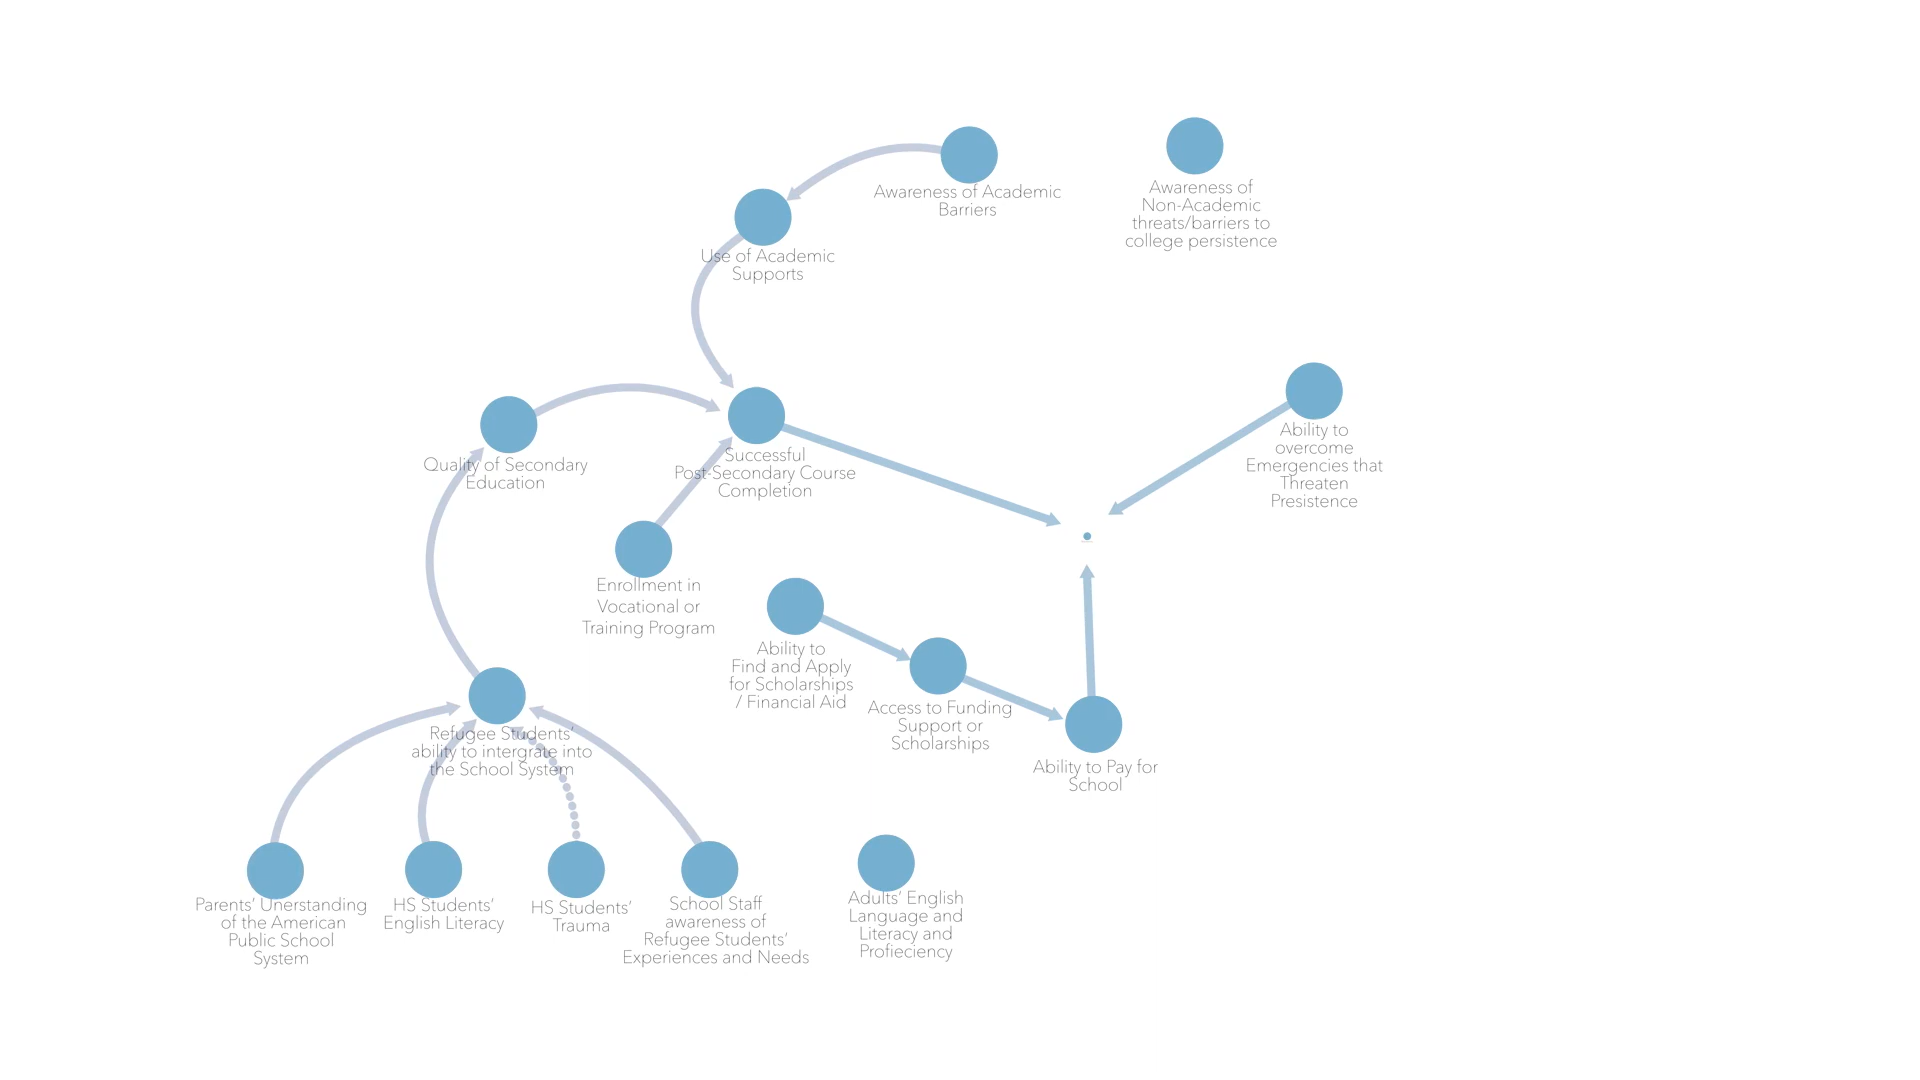 Awareness of Academic
Barriers
Awareness of
Non-Academic
threats/barriers to
college persistence
Use of Academic
Supports
Quality of Secondary
Education
Successful
Post-Secondary Course
Completion
Ability to
overcome
Emergencies that
Threaten
Presistence
Enrollment in
Vocational or
Training Program
Ability to
Find and Apply
for Scholarships
/ Financial Aid
Access to Funding
Support or
Scholarships
Ability to Pay for
School
Refugee Students’
ability to intergrate into
the School System
Parents’ Unerstanding
of the American
Public School
System
HS Students’
English Literacy
HS Students’
Trauma
School Staff
awareness of
Refugee Students’
Experiences and Needs
Adults’ English
Language and
Literacy and
Profieciency